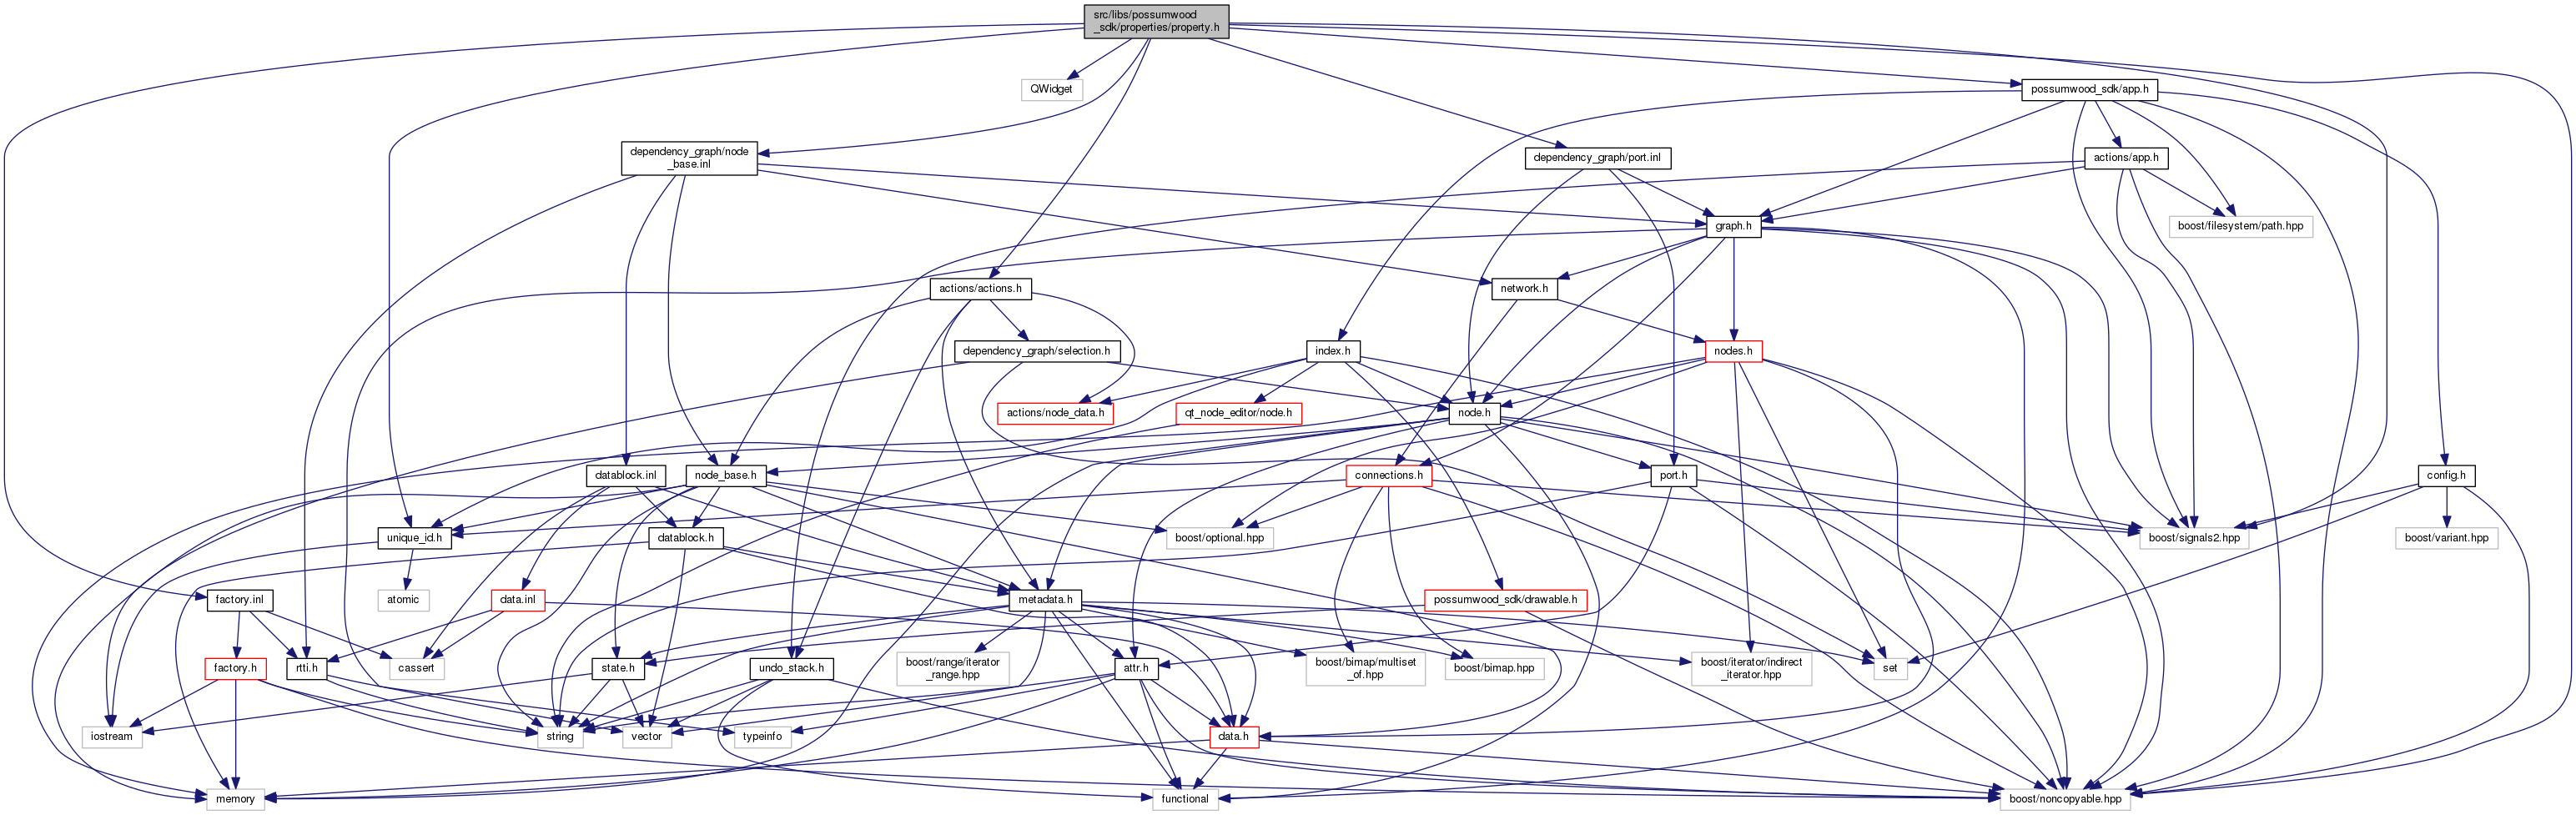 src/libs/possumwood
_sdk/properties/property.h
QWidget
possumwood_sdk/app.h
dependency_graph/node
_base.inl
dependency_graph/port.inl
actions/app.h
graph.h
boost/filesystem/path.hpp
actions/actions.h
network.h
dependency_graph/selection.h
index.h
nodes.h
actions/node_data.h
qt_node_editor/node.h
node.h
datablock.inl
node_base.h
connections.h
port.h
config.h
unique_id.h
datablock.h
boost/optional.hpp
boost/signals2.hpp
boost/variant.hpp
atomic
factory.inl
data.inl
metadata.h
possumwood_sdk/drawable.h
factory.h
rtti.h
cassert
state.h
undo_stack.h
boost/range/iterator
_range.hpp
attr.h
boost/bimap/multiset
_of.hpp
boost/bimap.hpp
boost/iterator/indirect
_iterator.hpp
set
iostream
string
vector
typeinfo
data.h
memory
functional
boost/noncopyable.hpp